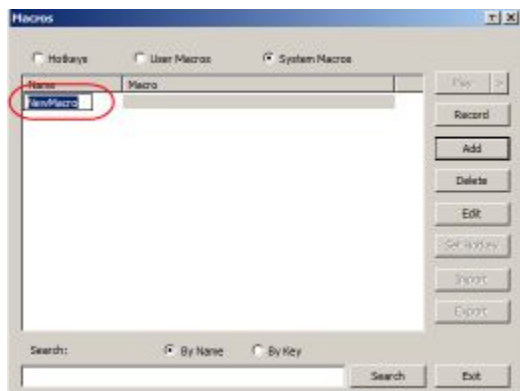 Macros
Hotkeys User Macros System Macros
Name Macro
NewMacro
Play >
Record
Add
Delete
Edit
Set Hotkey
Import
Export
Search: By Name By Key
Search Exit